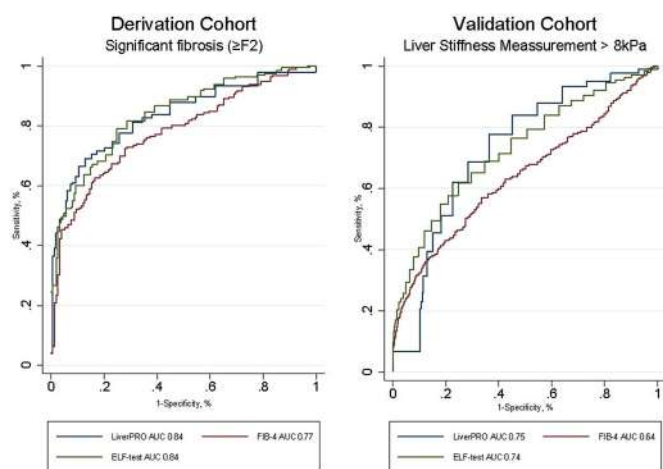 Derivation Cohort
Significant fibrosis (≥F2)
Sensitivity, %
1
.8
.6
.4
.2
0
0 .2 .4 .6 .8 1
1-Specificity, %
LiverPRO AUC 0.84 FIB-4 AUC 0.77
ELF-test AUC 0.84
Validation Cohort
Liver Stiffness Meassurement > 8kPa
Sensitivity, %
1
.8
.6
.4
.2
0
0 .2 .4 .6 .8 1
1-Specificity, %
LiverPRO AUC 0.75 FIB-4 AUC 0.64
ELF-test AUC 0.74